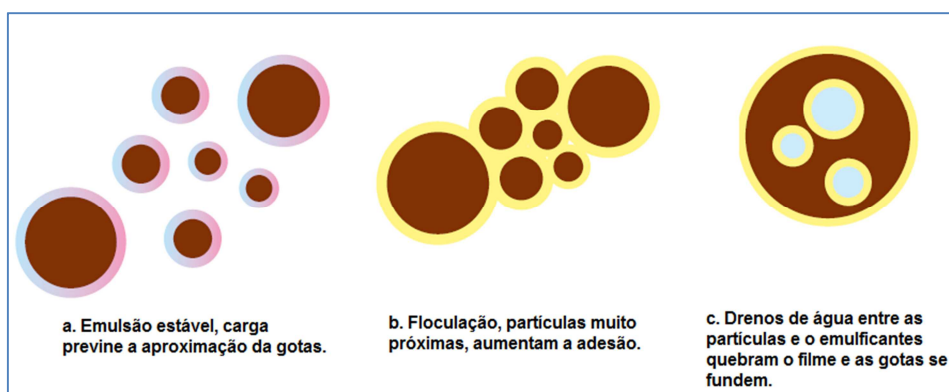 a. Emulsão estável, carga
previne a aproximação da gotas.
b. Floculação, partículas muito
próximas, aumentam a adesão.
c. Drenos de água entre as
partículas e o emulficantes
quebram o filme e as gotas se
fundem.